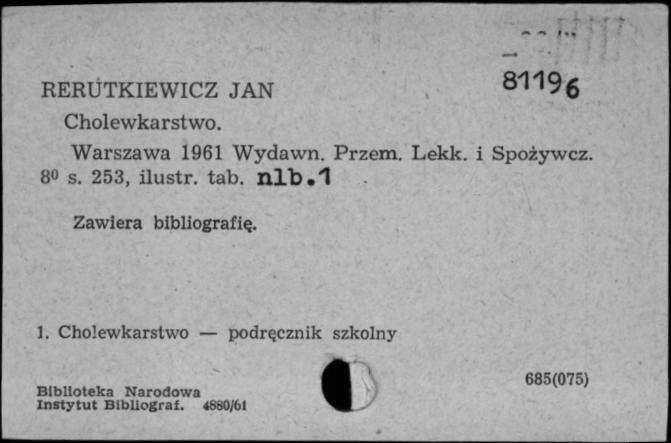 81196
RERUTKIEWICZ JAN
Cholewkarstwo.
Warszawa 1961 Wydawn. Przem. Lekk. i Spożywcz.
8⁰ s. 253, ilustr. tab. nlb.1
Zawiera bibliografię.
1. Cholewkarstwo — podręcznik szkolny
685(075)
Biblioteka Narodowa
Instytut Bibliograf. 4880/61